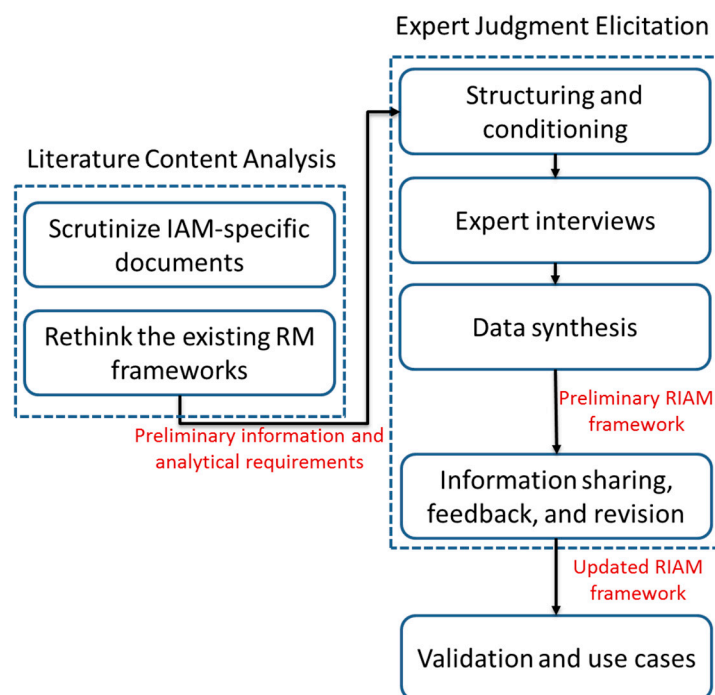 Literature Content Analysis
Scrutinize IAM-specific
documents
Rethink the existing RM
frameworks
Preliminary information and
analytical requirements
Expert Judgment Elicitation
Structuring and
conditioning
Expert interviews
Data synthesis
Preliminary RIAM
framework
Information sharing,
feedback, and revision
Updated RIAM
framework
Validation and use cases